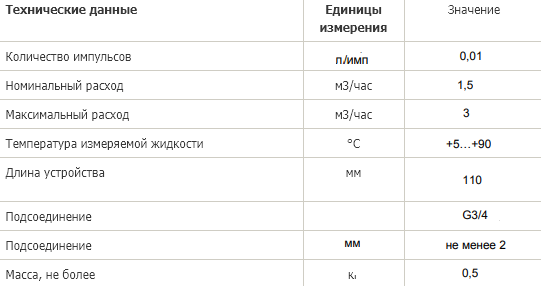 Технические данные Единицы измерения Значение
Количество импульсов п/имп 0,01
Номинальный расход м3/час 1,5
Максимальный расход м3/час 3
Температура измеряемой жидкости °C +5...+90
Длина устройства мм 110
Подсоединение G3/4
Подсоединение мм не менее 2
Масса, не более Кг 0,5